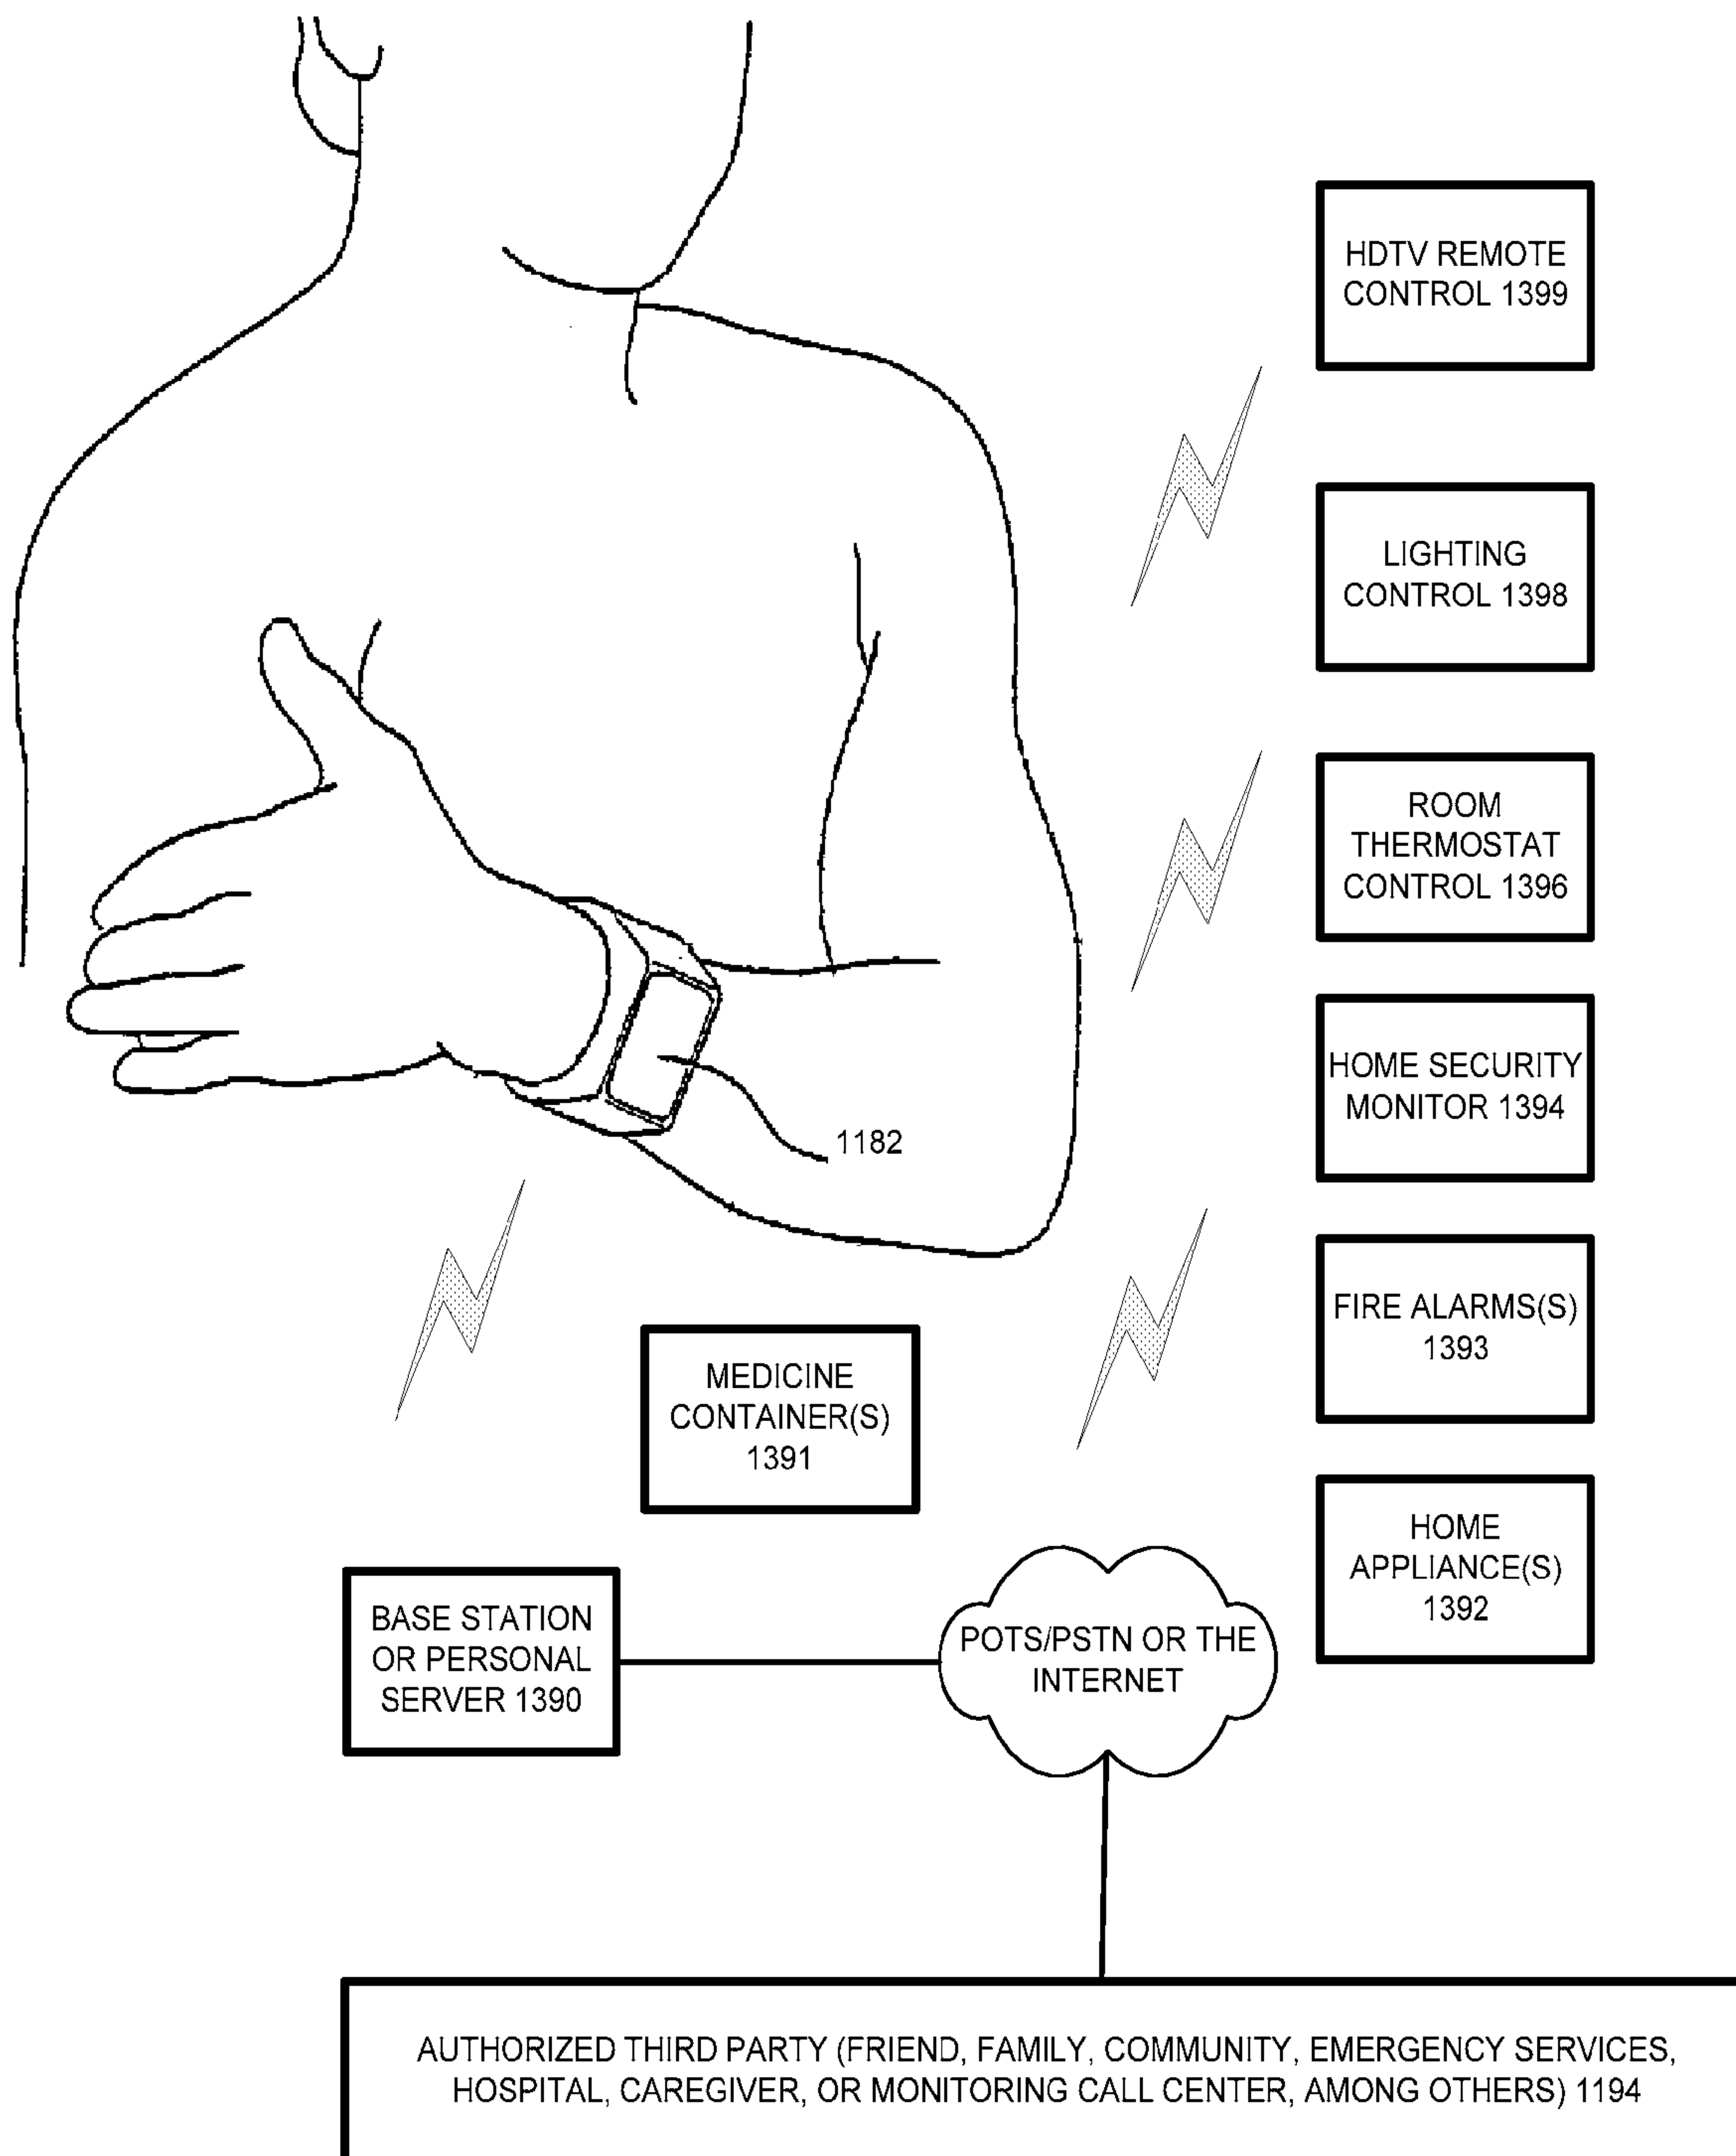 HDTV REMOTE
CONTROL 1399
LIGHTING
CONTROL 1398
ROOM
THERMOSTAT
CONTROL 1396
HOME SECURITY
MONITOR 1394
1182
FIRE ALARMS(S)
1393
MEDICINE
CONTAINER(S)
1391
HOME
APPLIANCE(S)
1392
BASE STATION
OR PERSONAL
SERVER 1390
POTS/PSTN OR THE
INTERNET
AUTHORIZED THIRD PARTY (FRIEND, FAMILY, COMMUNITY, EMERGENCY SERVICES,
HOSPITAL, CAREGIVER, OR MONITORING CALL CENTER, AMONG OTHERS) 1194